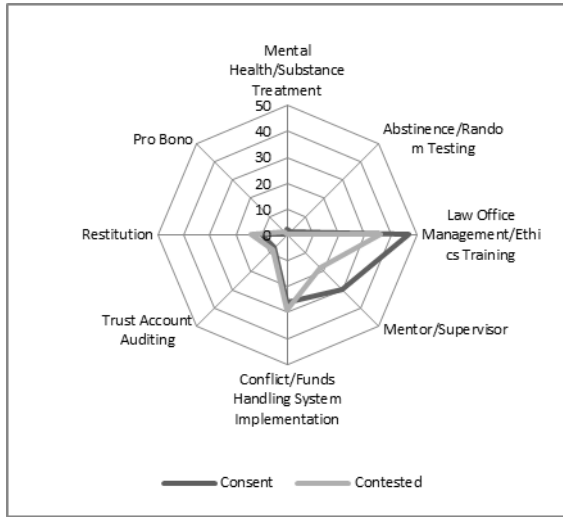 Mental
Health/Substance
Treatment
50
40
30
20
10
0
Abstinence/Rando
m Testing
Law Office
Management/Ethi
cs Training
Mentor/Supervisor
Conflict/Funds
Handling System
Implementation
Trust Account
Auditing
Restitution
Pro Bono
Consent
Contested